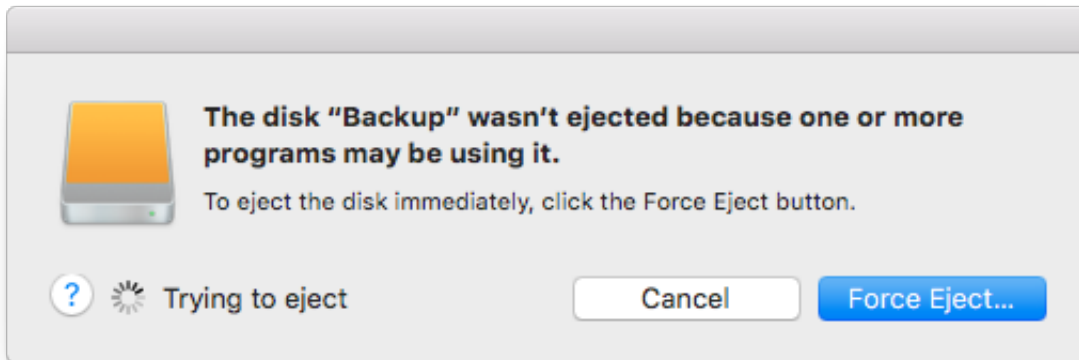 The disk “Backup” wasn’t ejected because one or more
programs may be using it.
To eject the disk immediately, click the Force Eject button.
? Trying to eject Cancel Force Eject...